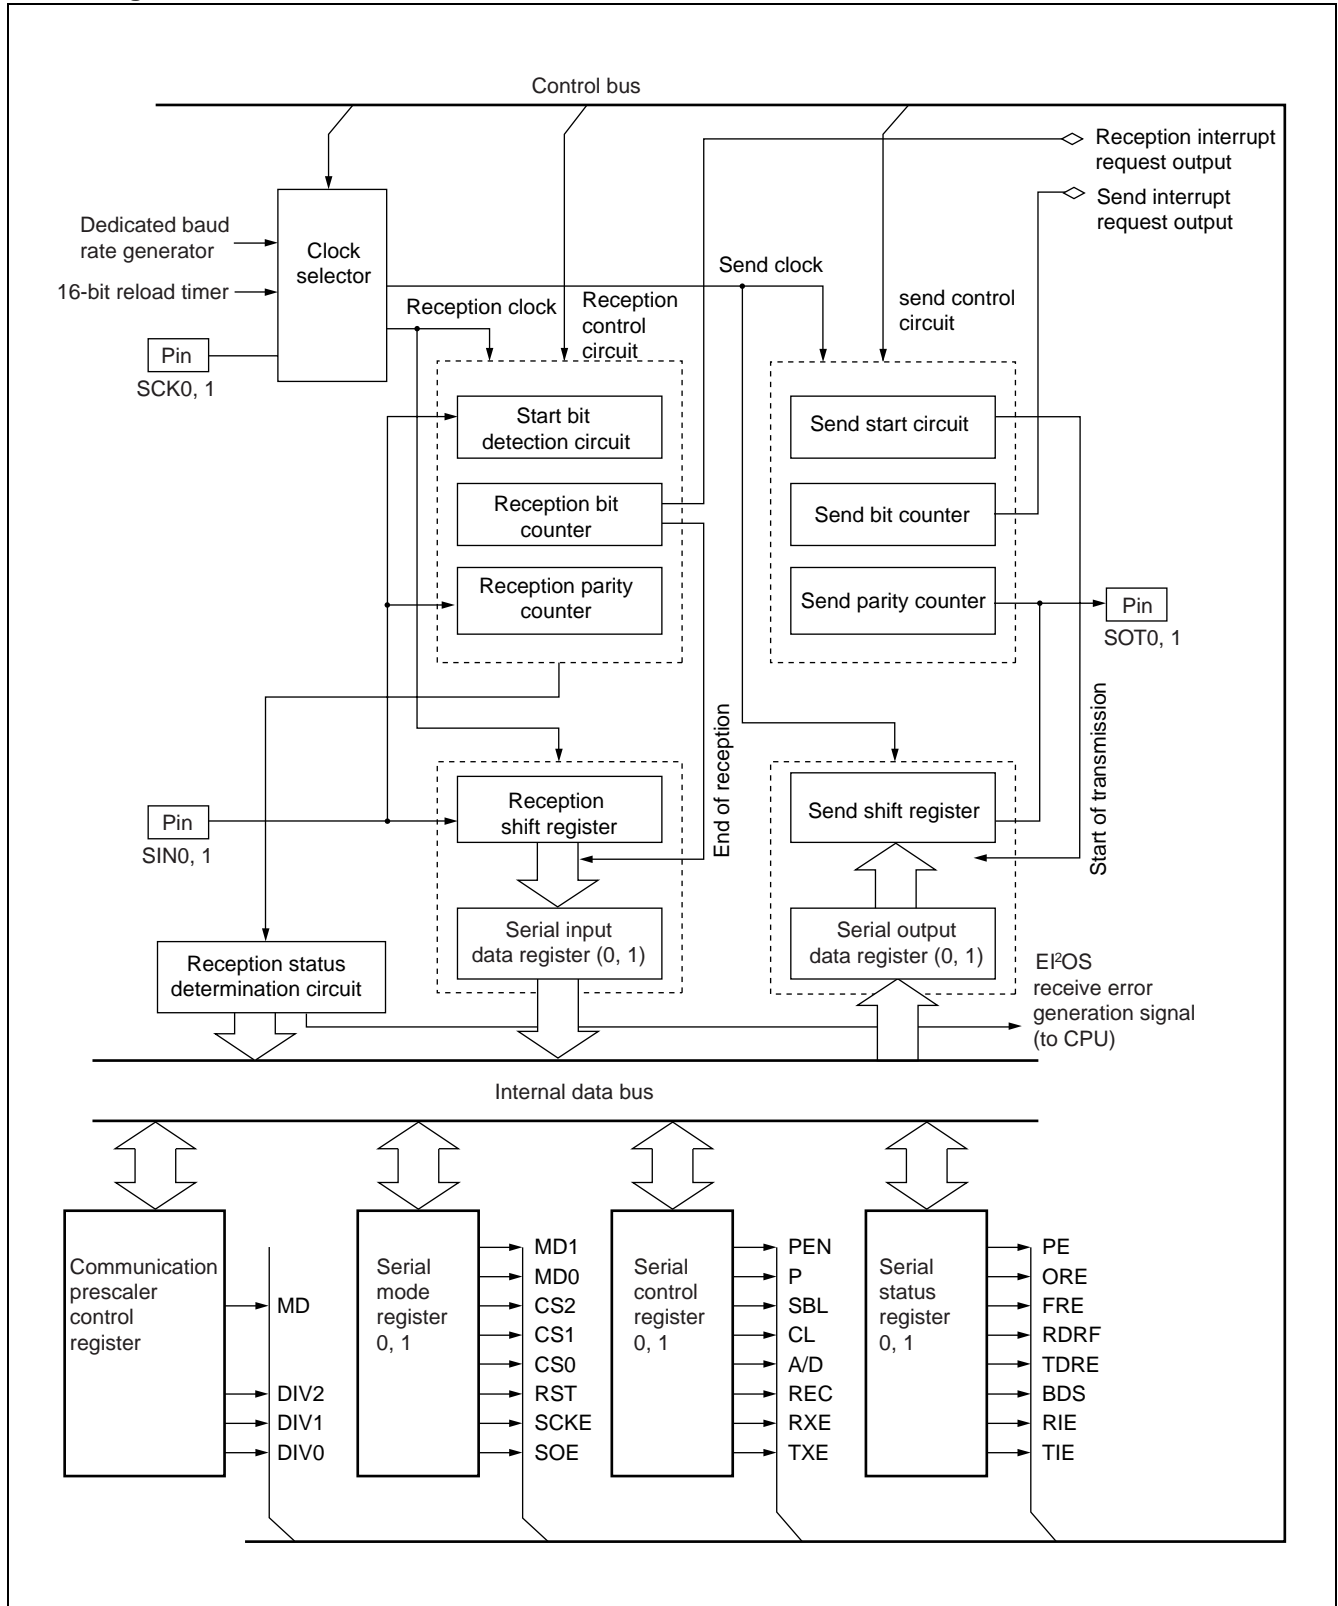 Control bus
Reception interrupt
request output
Send interrupt
request output
Dedicated baud
rate generator
16-bit reload timer
Pin
SCK0, 1
Clock
selector
Send clock
Reception clock
Reception
control
circuit
send control
circuit
Start bit
detection circuit
Reception bit
counter
Reception parity
counter
Send start circuit
Send bit counter
Send parity counter
Pin
SOT0, 1
End of reception
Start of transmission
Pin
SIN0, 1
Reception
shift register
Send shift register
Serial input
data register (0, 1)
Serial output
data register (0, 1)
Reception status
determination circuit
EI²OS
receive error
generation signal
(to CPU)
Internal data bus
Communication
prescaler
control
register
MD
DIV2
DIV1
DIV0
Serial
mode
register
0, 1
MD1
MD0
CS2
CS1
CS0
RST
SCKE
SOE
Serial
control
register
0, 1
PEN
P
SBL
CL
A/D
REC
RXE
TXE
Serial
status
register
0, 1
PE
ORE
FRE
RDRF
TDRE
BDS
RIE
TIE